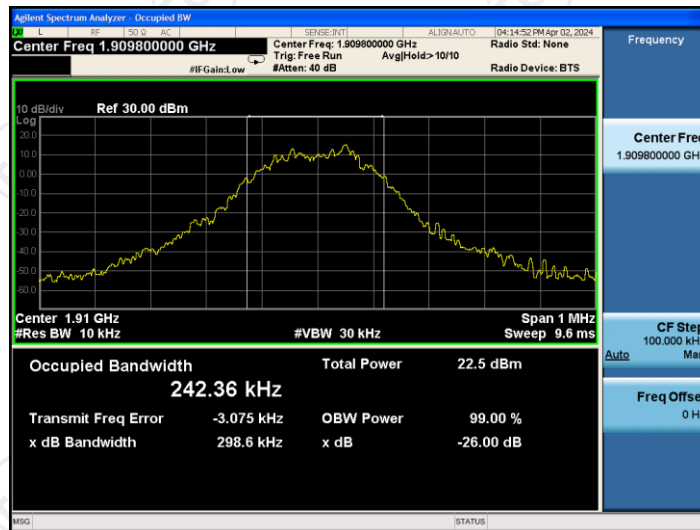 Agilent Spectrum Analyzer - Occupied BW
L RF 50 Ω AC SENSE:INT ALIGNAUTO 04:14:52 PM Apr 02, 2024
Center Freq 1.909800000 GHz Center Freq: 1.909800000 GHz Radio Std: None
Trig: Free Run Avg|Hold:>10/10
#IFGain:Low #Atten: 40 dB Radio Device: BTS
Frequency
10 dB/div Ref 30.00 dBm
Log
20.0
10.0
0.00
-10.0
-20.0
-30.0
-40.0
-50.0
-60.0
Center Fre
1.909800000 GH
Center 1.91 GHz Span 1 MHz
#Res BW 10 kHz #VBW 30 kHz Sweep 9.6 ms
CF Step
100.000 kH
Auto Ma
Occupied Bandwidth Total Power 22.5 dBm
242.36 kHz
Transmit Freq Error -3.075 kHz OBW Power 99.00 %
x dB Bandwidth 298.6 kHz x dB -26.00 dB
Freq Offse
0 H
MSG STATUS